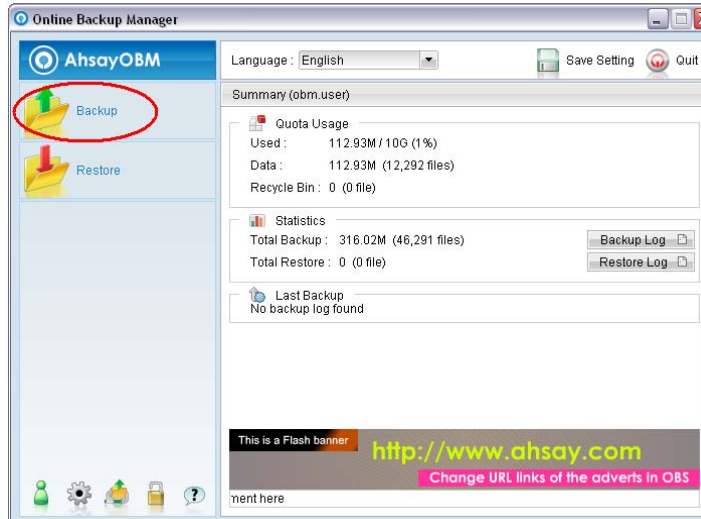 Online Backup Manager
AhsayOBM
Language : English
Save Setting
Quit
Backup
Restore
Summary (obm.user)
Quota Usage
Used : 112.93M / 10G (1%)
Data : 112.93M (12,292 files)
Recycle Bin : 0 (0 file)
Statistics
Total Backup : 316.02M (46,291 files)
Backup Log
Total Restore : 0 (0 file)
Restore Log
Last Backup
No backup log found
This is a Flash banner
http://www.ahsay.com
Change URL links of the adverts in OBS
ment here